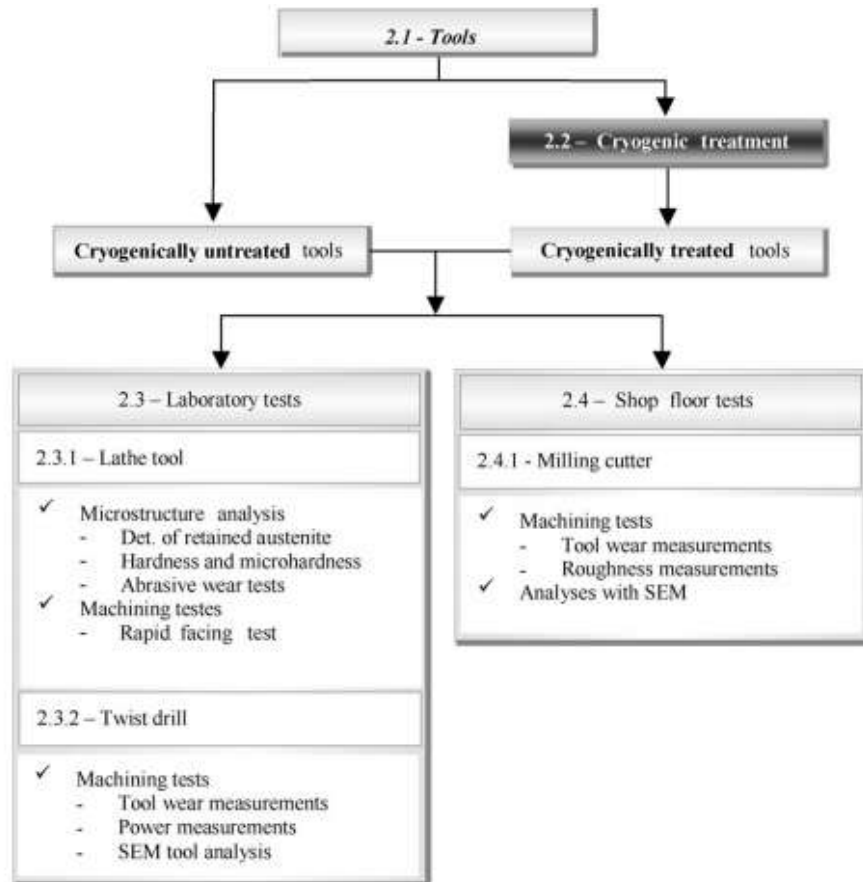 2.1 - Tools
2.2 – Cryogenic treatment
Cryogenically untreated tools
Cryogenically treated tools
2.3 – Laboratory tests
2.3.1 – Lathe tool
✓ Microstructure analysis
- Det. of retained austenite
- Hardness and microhardness
- Abrasive wear tests
✓ Machining testes
- Rapid facing test
2.3.2 – Twist drill
✓ Machining tests
- Tool wear measurements
- Power measurements
- SEM tool analysis
2.4 – Shop floor tests
2.4.1 - Milling cutter
✓ Machining tests
- Tool wear measurements
- Roughness measurements
✓ Analyses with SEM